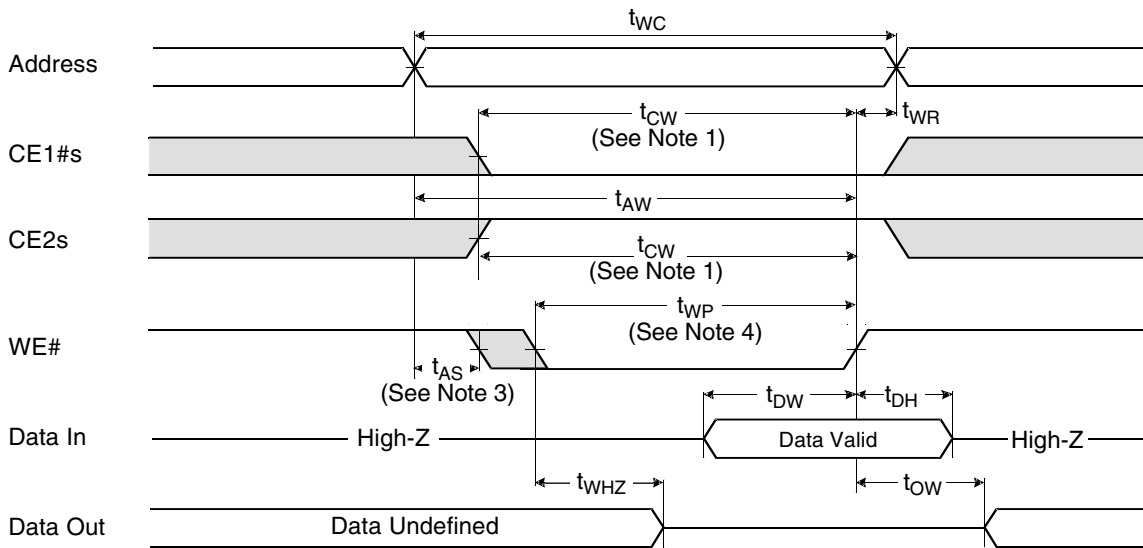 tWC
Address
tCW
(See Note 1)
tWR
CE1#s
tAW
CE2s
tCW
(See Note 1)
tWP
(See Note 4)
WE#
tAS
(See Note 3)
tDW
tDH
Data In
High-Z
Data Valid
High-Z
tWHZ
tOW
Data Out
Data Undefined